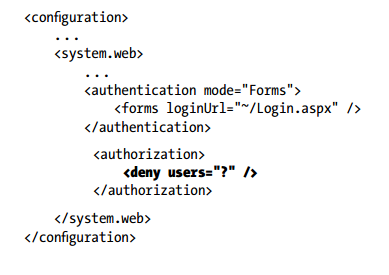 <configuration>
...
<system.web>
...
<authentication mode="Forms">
<forms loginUrl="~/Login.aspx" />
</authentication>
<authorization>
<deny users="?" />
</authorization>
</system.web>
</configuration>